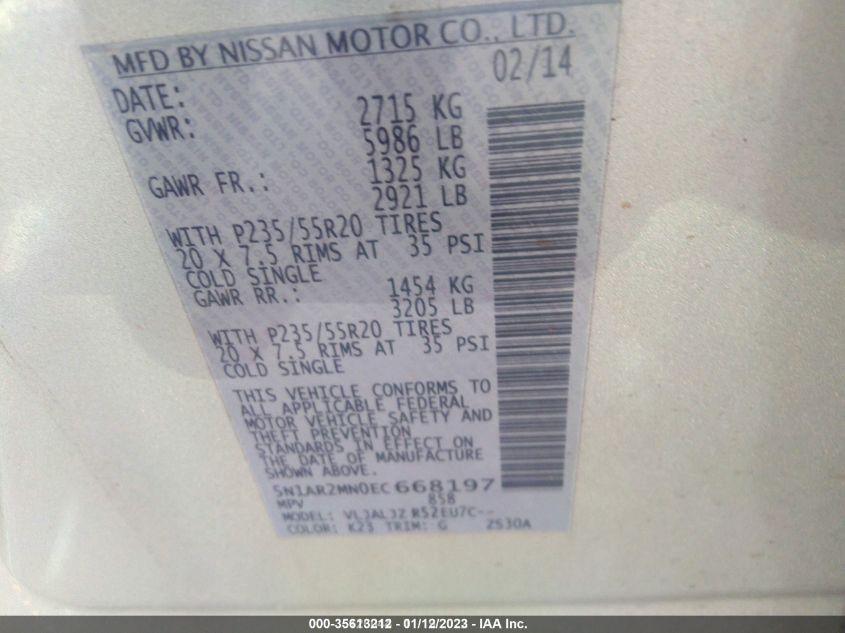 MFD BY NISSAN MOTOR CO., LTD.
DATE: 02/14
GVWR: 2715 KG
5986 LB
GAWR FR.: 1325 KG
2921 LB
WITH P235/55R20 TIRES
20 X 7.5 RIMS AT 35 PSI
COLD SINGLE
GAWR RR.: 1454 KG
3205 LB
WITH P235/55R20 TIRES
20 X 7.5 RIMS AT 35 PSI
COLD SINGLE
THIS VEHICLE CONFORMS TO
ALL APPLICABLE FEDERAL
MOTOR VEHICLE SAFETY AND
THEFT PREVENTION
STANDARDS IN EFFECT ON
THE DATE OF MANUFACTURE
SHOWN ABOVE.
5N1AR2MN0EC668197
MPV 858
MODEL: VLJALJZ R52EU7C--
COLOR: K23 TRIM: G 2S30A
000-35613212 - 01/12/2023 - IAA Inc.